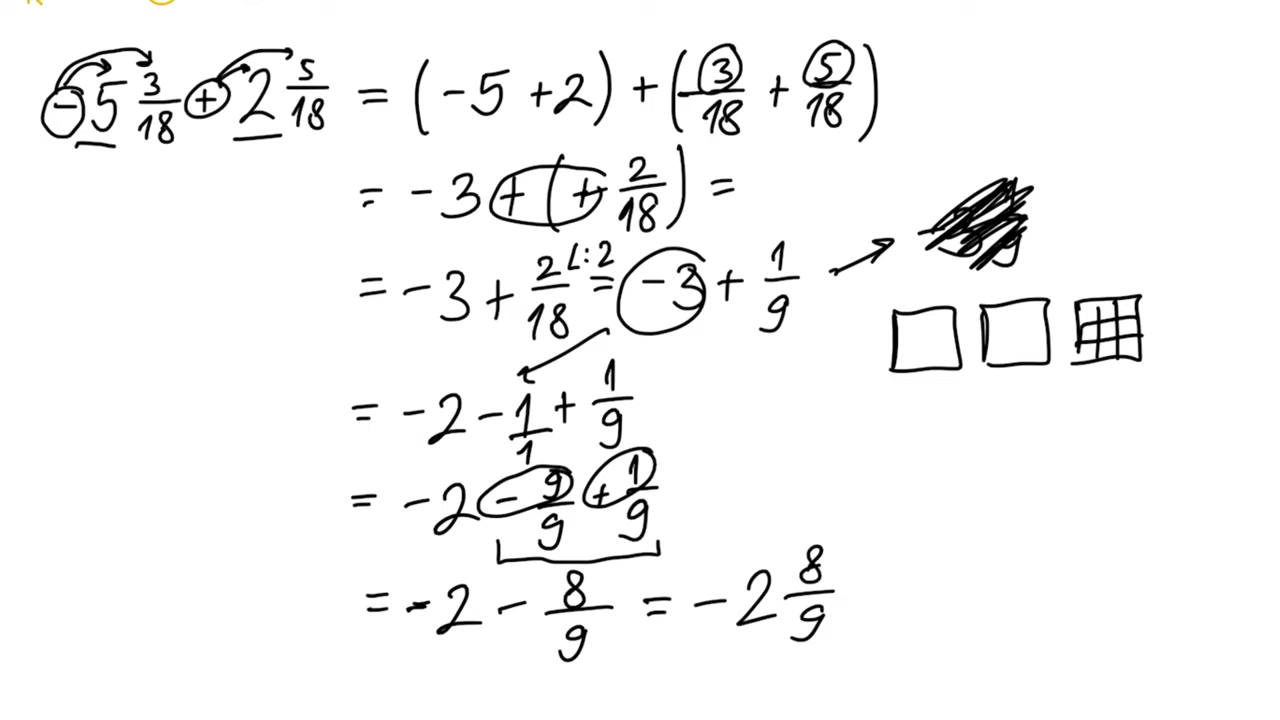 -5 3/18 + 2 5/18 = (-5 +2) + (-3/18 + 5/18)
= -3 + (+ 2/18) =
= -3 + 2/18 L:2 = -3 + 1/9
= -2 - 1/1 + 1/9
= -2 - 9/9 + 1/9
= -2 - 8/9 = -2 8/9